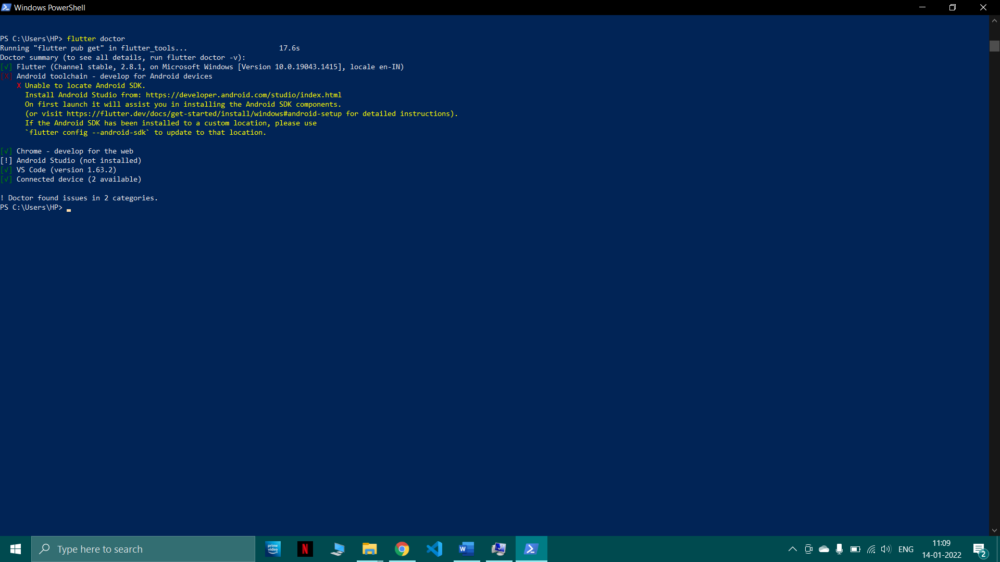 Windows PowerShell
PS C:\Users\HP> flutter doctor
Running "flutter pub get" in flutter_tools... 17.6s
Doctor summary (to see all details, run flutter doctor -v):
[√] Flutter (Channel stable, 2.8.1, on Microsoft Windows [Version 10.0.19043.1415], locale en-IN)
[X] Android toolchain - develop for Android devices
X Unable to locate Android SDK.
Install Android Studio from: https://developer.android.com/studio/index.html
On first launch it will assist you in installing the Android SDK components.
(or visit https://flutter.dev/docs/get-started/install/windows#android-setup for detailed instructions).
If the Android SDK has been installed to a custom location, please use
`flutter config --android-sdk` to update to that location.
[√] Chrome - develop for the web
[!] Android Studio (not installed)
[√] VS Code (version 1.63.2)
[√] Connected device (2 available)
! Doctor found issues in 2 categories.
PS C:\Users\HP>
Type here to search
prime video
N
W
ENG
11:09
14-01-2022
2